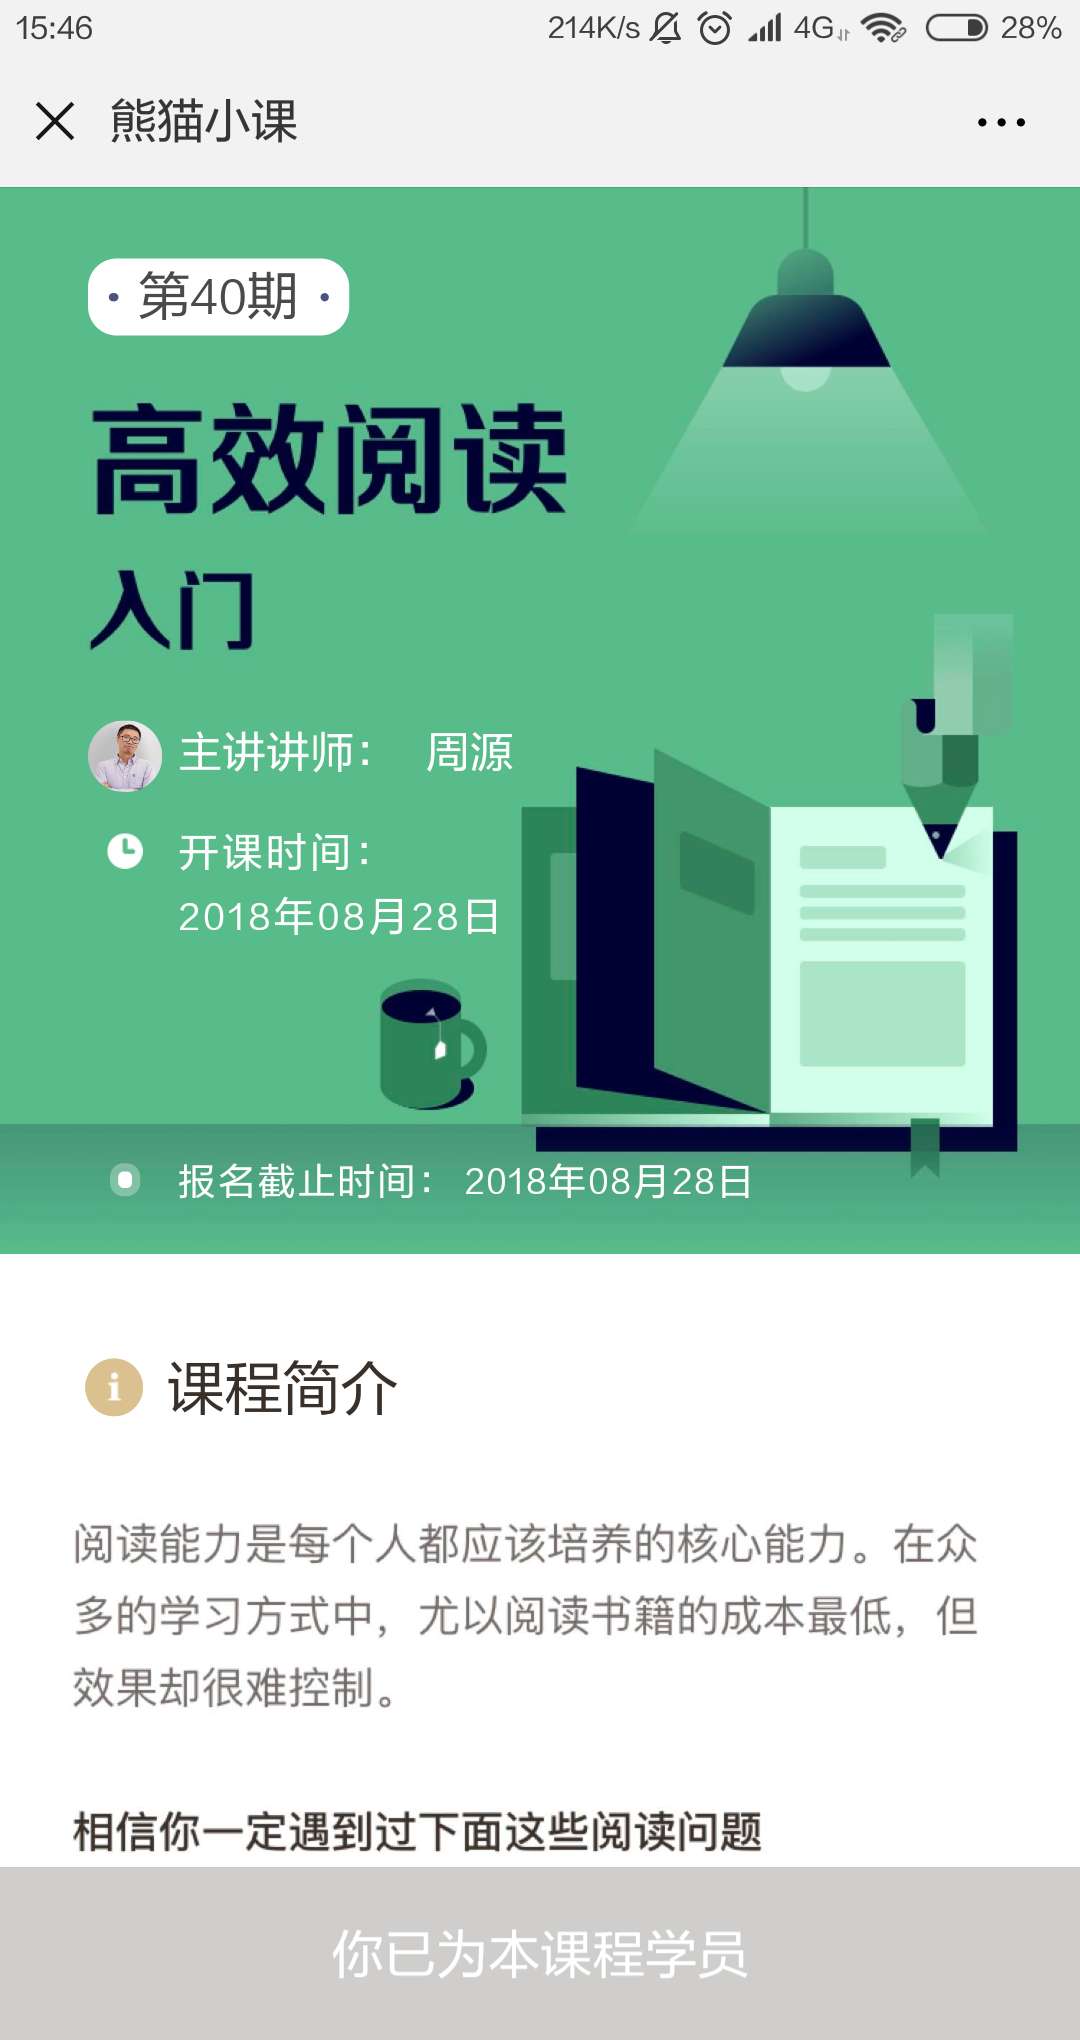 15:46 214K/s 4G 28%
熊猫小课
· 第40期 ·
高效阅读
入门
主讲讲师： 周源
开课时间：
2018年08月28日
报名截止时间： 2018年08月28日
课程简介
阅读能力是每个人都应该培养的核心能力。在众
多的学习方式中，尤以阅读书籍的成本最低，但
效果却很难控制。
相信你一定遇到过下面这些阅读问题
你已为本课程学员